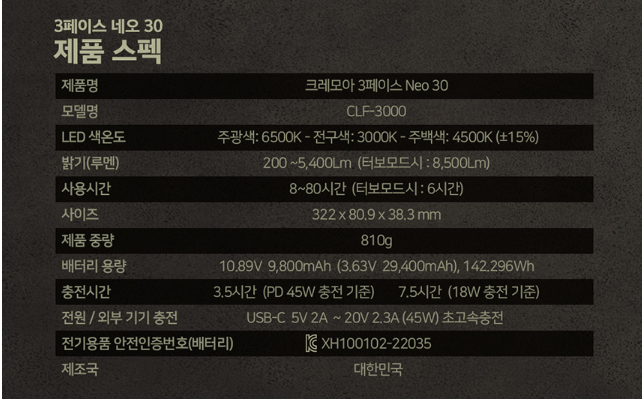 3페이스 네오 30
제품 스펙
제품명 크레모아 3페이스 Neo 30
모델명 CLF-3000
LED 색온도 주광색: 6500K - 전구색: 3000K - 주백색: 4500K (±15%)
밝기(루멘) 200 ~5,400Lm (터보모드시 : 8,500Lm)
사용시간 8~80시간 (터보모드시 : 6시간)
사이즈 322 x 80.9 x 38.3 mm
제품 중량 810g
배터리 용량 10.89V 9,800mAh (3.63V 29,400mAh), 142.296Wh
충전시간 3.5시간 (PD 45W 충전 기준) 7.5시간 (18W 충전 기준)
전원 / 외부 기기 충전 USB-C 5V 2A ~ 20V 2.3A (45W) 초고속충전
전기용품 안전인증번호(배터리) XH100102-22035
제조국 대한민국